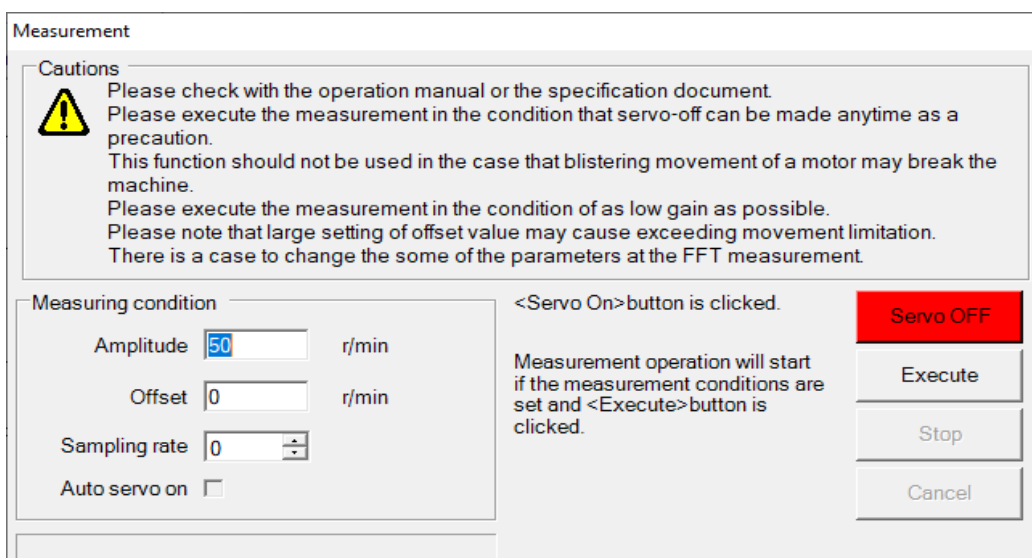 Measurement
Cautions
Please check with the operation manual or the specification document.
Please execute the measurement in the condition that servo-off can be made anytime as a
precaution.
This function should not be used in the case that blistering movement of a motor may break the
machine.
Please execute the measurement in the condition of as low gain as possible.
Please note that large setting of offset value may cause exceeding movement limitation.
There is a case to change the some of the parameters at the FFT measurement.
Measuring condition
Amplitude 50 r/min
Offset 0 r/min
Sampling rate 0
Auto servo on
<Servo On>button is clicked.
Measurement operation will start
if the measurement conditions are
set and <Execute>button is
clicked.
Servo OFF
Execute
Stop
Cancel